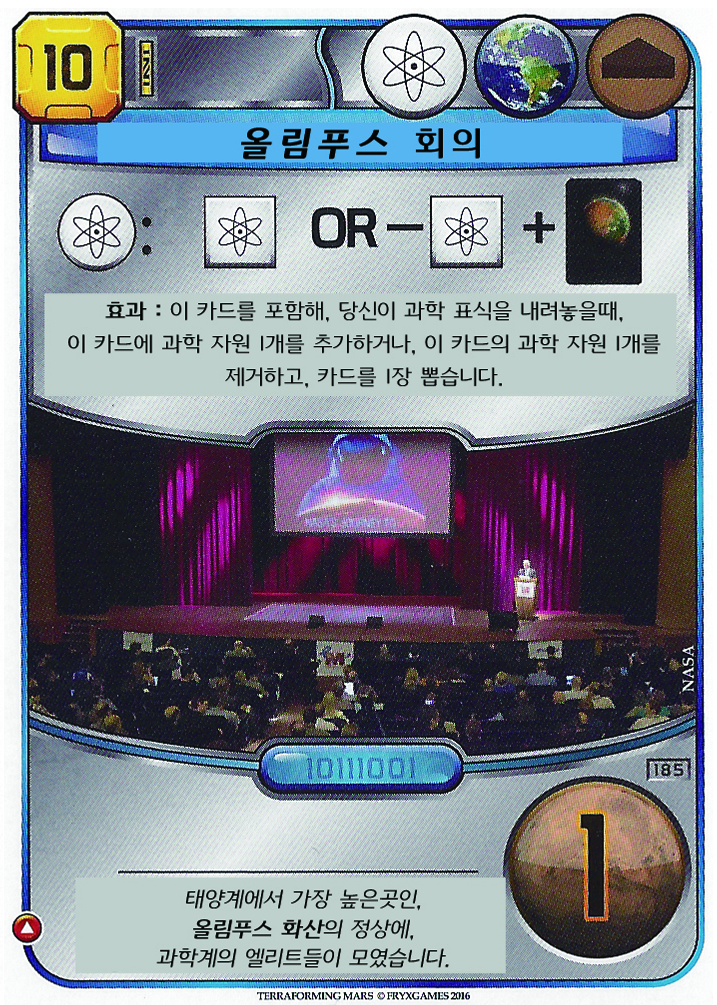 10
올림푸스 회의
: OR - +
효과 : 이 카드를 포함해, 당신이 과학 표식을 내려놓을때,
이 카드에 과학 자원 1개를 추가하거나, 이 카드의 과학 자원 1개를
제거하고, 카드를 1장 뽑습니다.
NASA
10111001
185
1
태양계에서 가장 높은곳인,
올림푸스 화산의 정상에,
과학계의 엘리트들이 모였습니다.
TERRAFORMING MARS © FRYXGAMES 2016